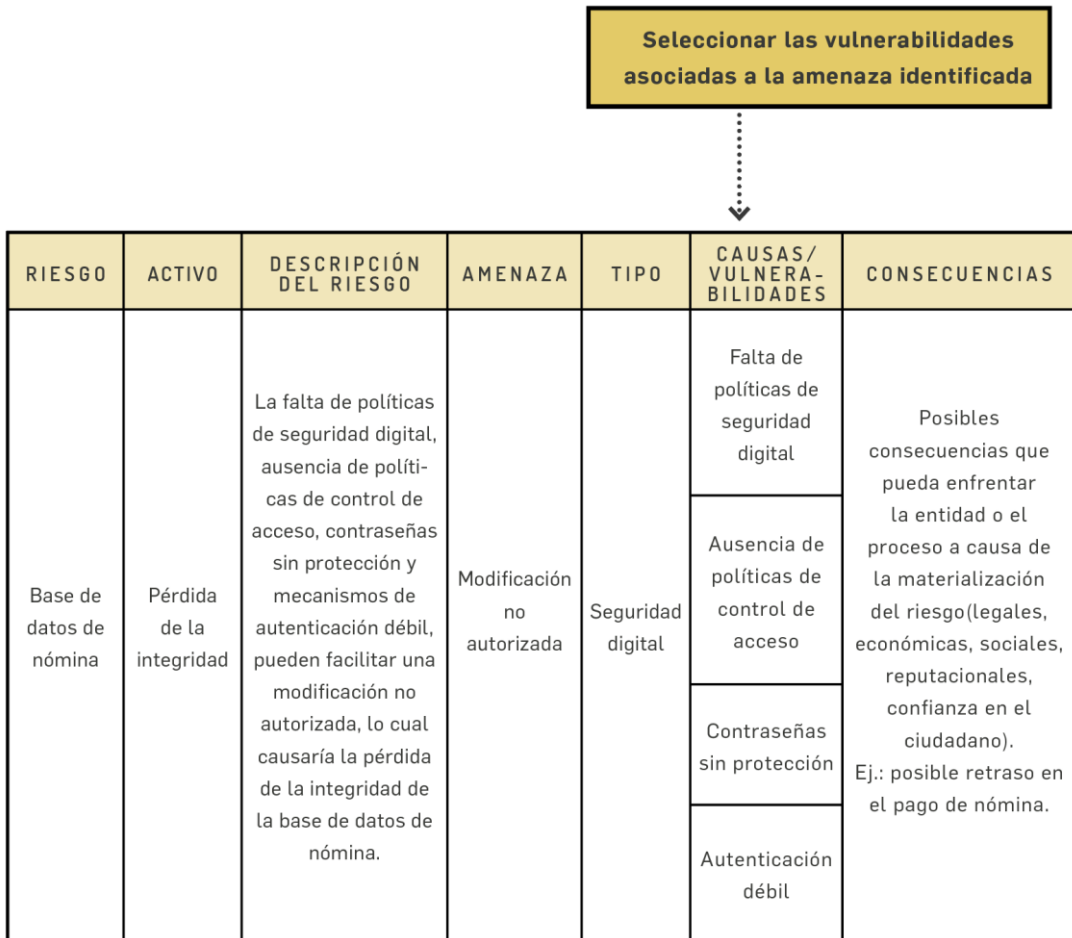 Seleccionar las vulnerabilidades
asociadas a la amenaza identificada
RIESGO
ACTIVO
DESCRIPCIÓN
DEL RIESGO
AMENAZA
TIPO
CAUSAS/
VULNERA-
BILIDADES
CONSECUENCIAS
Base de
datos de
nómina
Pérdida
de la
integridad
La falta de políticas
de seguridad digital,
ausencia de políti-
cas de control de
acceso, contraseñas
sin protección y
mecanismos de
autenticación débil,
pueden facilitar una
modificación no
autorizada, lo cual
causaría la pérdida
de la integridad de
la base de datos de
nómina.
Modificación
no
autorizada
Seguridad
digital
Falta de
políticas de
seguridad
digital
Ausencia de
políticas de
control de
acceso
Contraseñas
sin protección
Autenticación
débil
Posibles
consecuencias que
pueda enfrentar
la entidad o el
proceso a causa de
la materialización
del riesgo(legales,
económicas, sociales,
reputacionales,
confianza en el
ciudadano).
Ej.: posible retraso en
el pago de nómina.